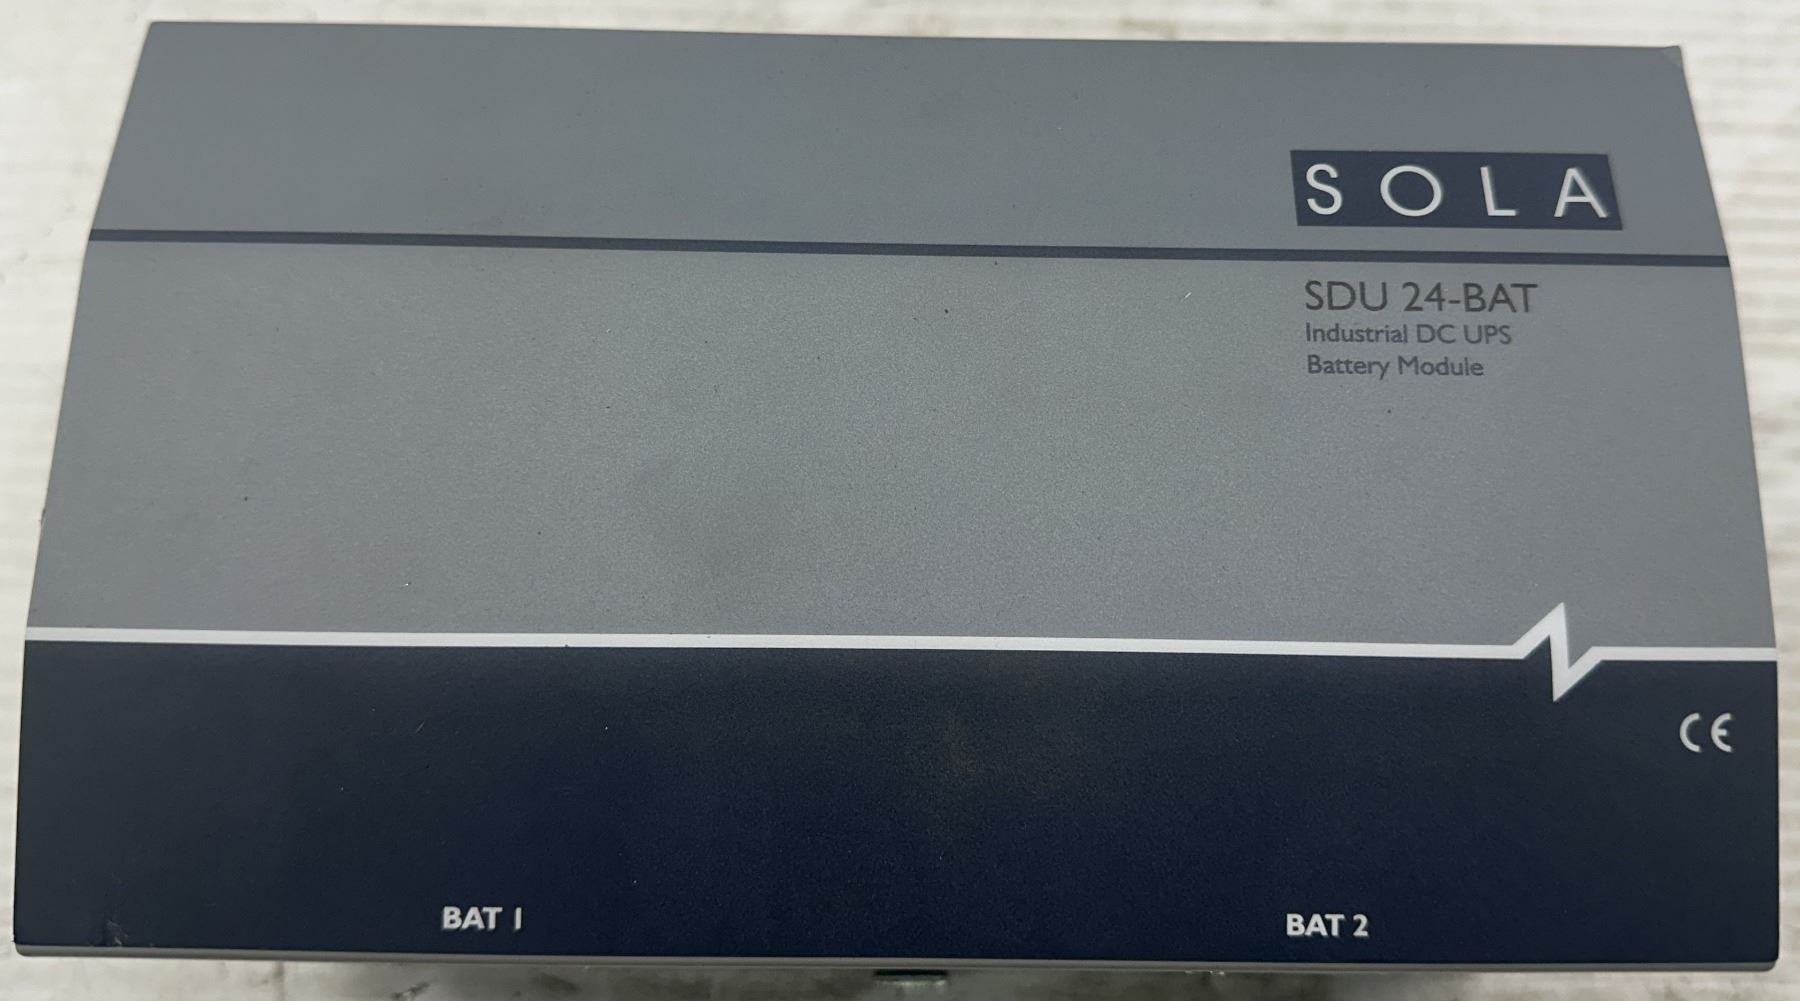 SOLA
SDU 24-BAT
Industrial DC UPS
Battery Module
CE
BAT 1
BAT 2